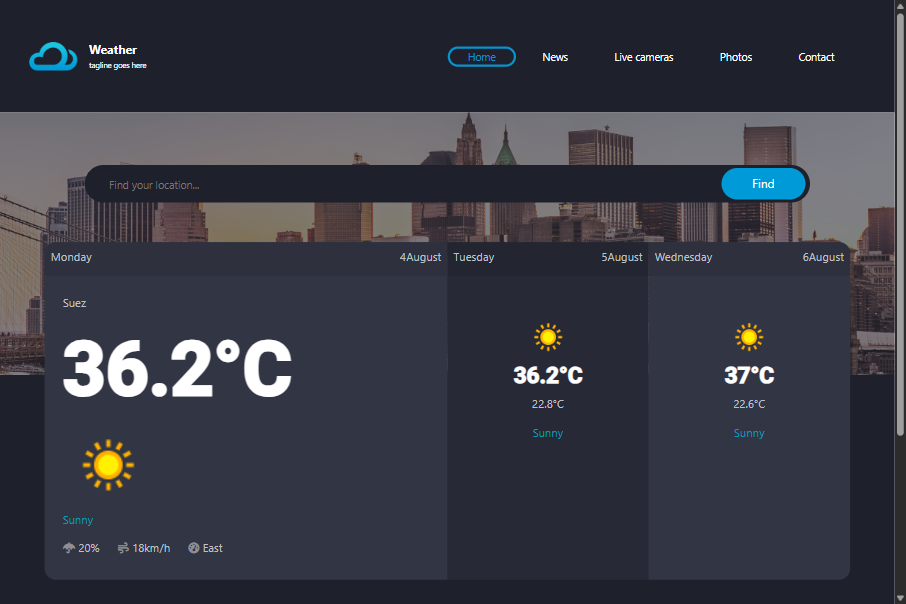 Weather
tagline goes here
Home News Live cameras Photos Contact
Find your location...
Find
Monday 4August
Tuesday 5August
Wednesday 6August
Suez
36.2°C
Sunny
20% 18km/h East
36.2°C
22.8°C
Sunny
37°C
22.6°C
Sunny